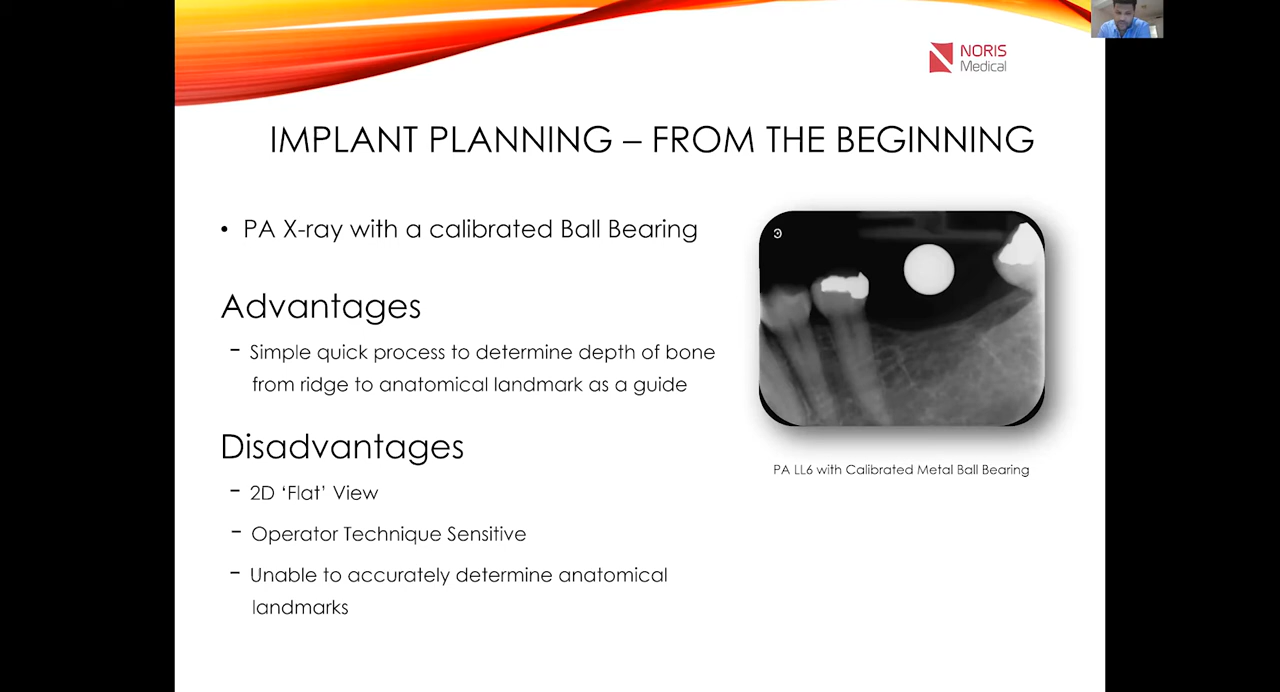 NORIS
Medical
IMPLANT PLANNING – FROM THE BEGINNING
• PA X-ray with a calibrated Ball Bearing
Advantages
– Simple quick process to determine depth of bone
from ridge to anatomical landmark as a guide
Disadvantages
– 2D ‘Flat’ View
– Operator Technique Sensitive
– Unable to accurately determine anatomical
landmarks
PA LL6 with Calibrated Metal Ball Bearing